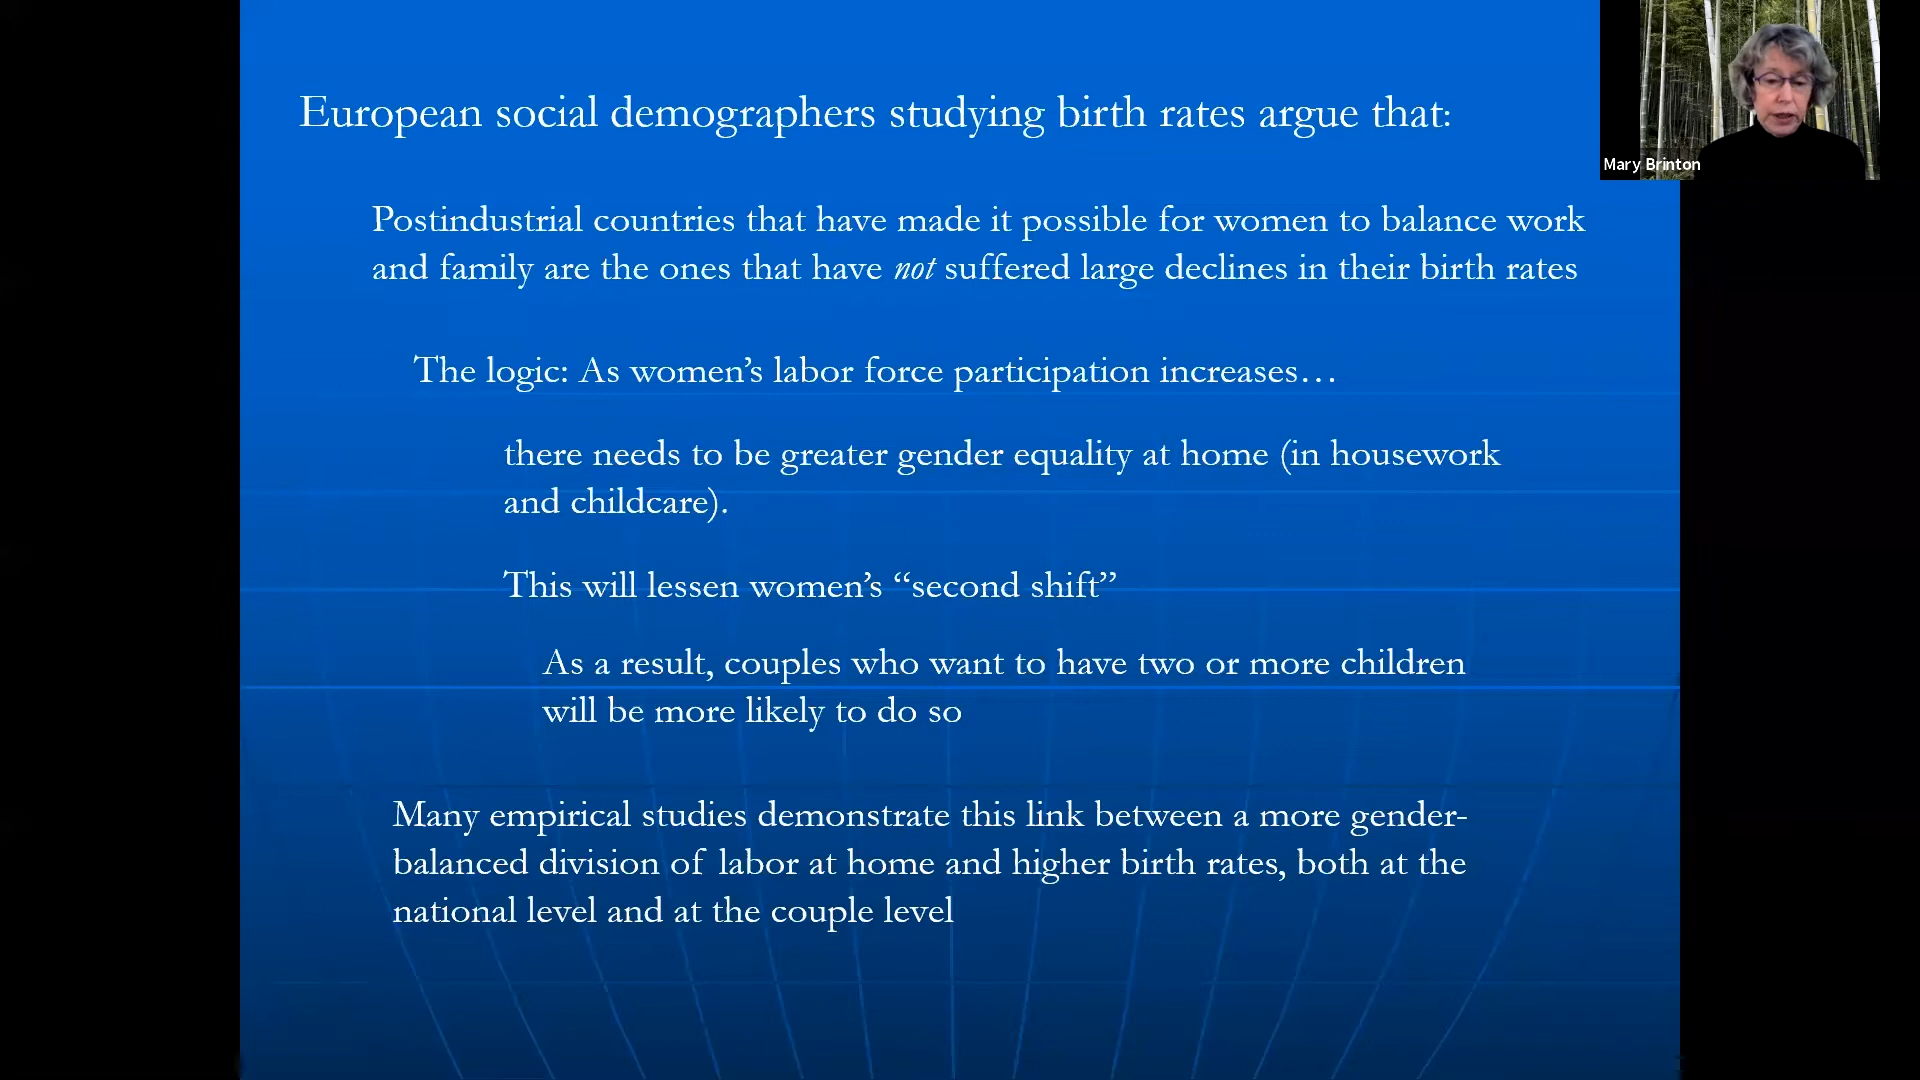 European social demographers studying birth rates argue that:
Mary Brinton
Postindustrial countries that have made it possible for women to balance work
and family are the ones that have not suffered large declines in their birth rates
The logic: As women’s labor force participation increases…
there needs to be greater gender equality at home (in housework
and childcare).
This will lessen women’s “second shift”
As a result, couples who want to have two or more children
will be more likely to do so
Many empirical studies demonstrate this link between a more gender-
balanced division of labor at home and higher birth rates, both at the
national level and at the couple level